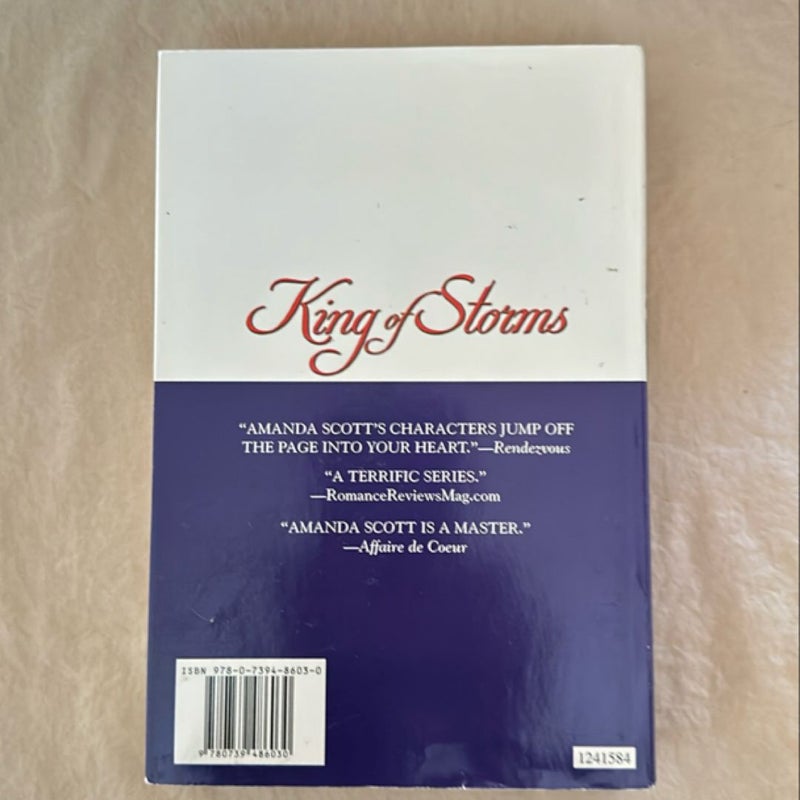 King of Storms
“AMANDA SCOTT’S CHARACTERS JUMP OFF
THE PAGE INTO YOUR HEART.”—Rendezvous
“A TERRIFIC SERIES.”
—RomanceReviewsMag.com
“AMANDA SCOTT IS A MASTER.”
—Affaire de Coeur
ISBN 978-0-7394-8603-0
9 780739 486030
1241584